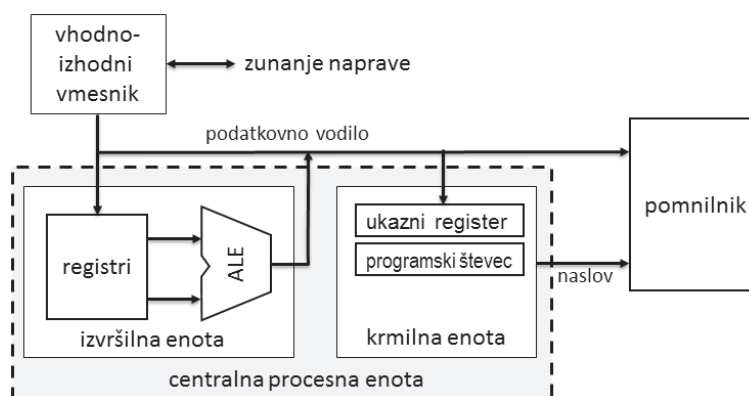 vhodno-
izhodni
vmesnik
zunanje naprave
podatkovno vodilo
pomnilnik
registri
ALE
izvršilna enota
ukazni register
programski števec
krmilna enota
naslov
centralna procesna enota